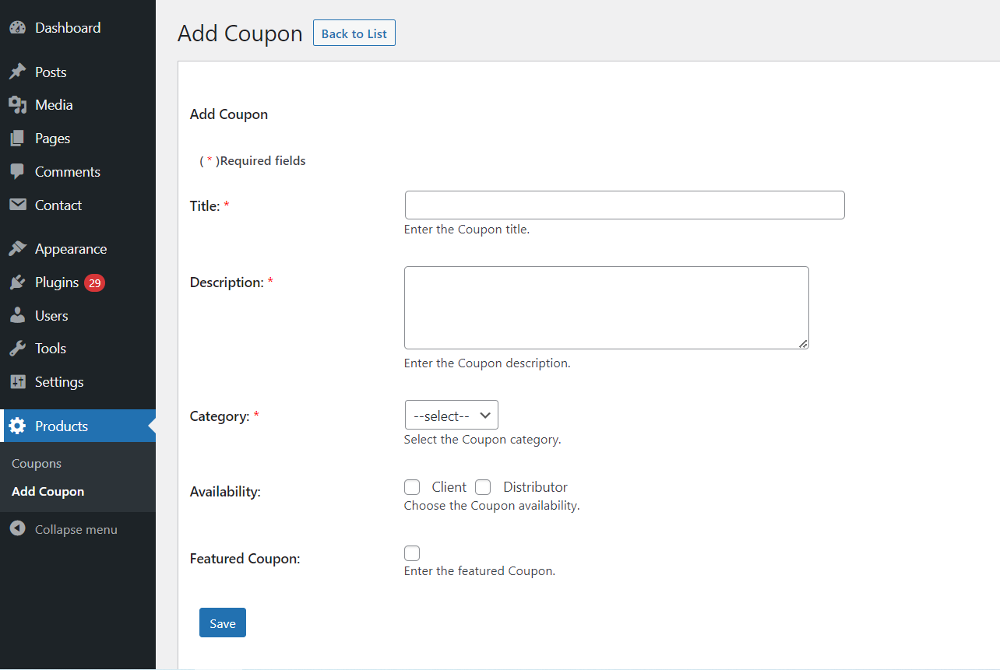 Dashboard
Posts
Media
Pages
Comments
Contact
Appearance
Plugins 29
Users
Tools
Settings
Products
Coupons
Add Coupon
Collapse menu
Add Coupon Back to List
Add Coupon
( * )Required fields
Title: *
Enter the Coupon title.
Description: *
Enter the Coupon description.
Category: * --select--
Select the Coupon category.
Availability: Client Distributor
Choose the Coupon availability.
Featured Coupon:
Enter the featured Coupon.
Save